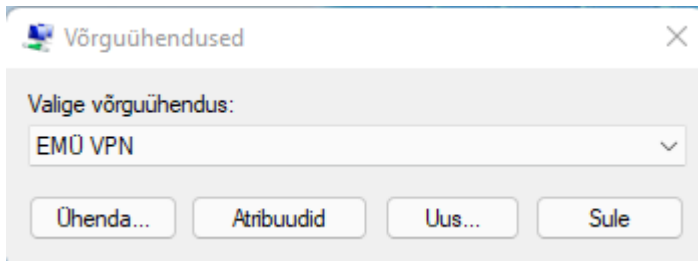 Võrguühendused
Valige võrguühendus:
EMÜ VPN
Ühenda...
Atribuudid
Uus...
Sule